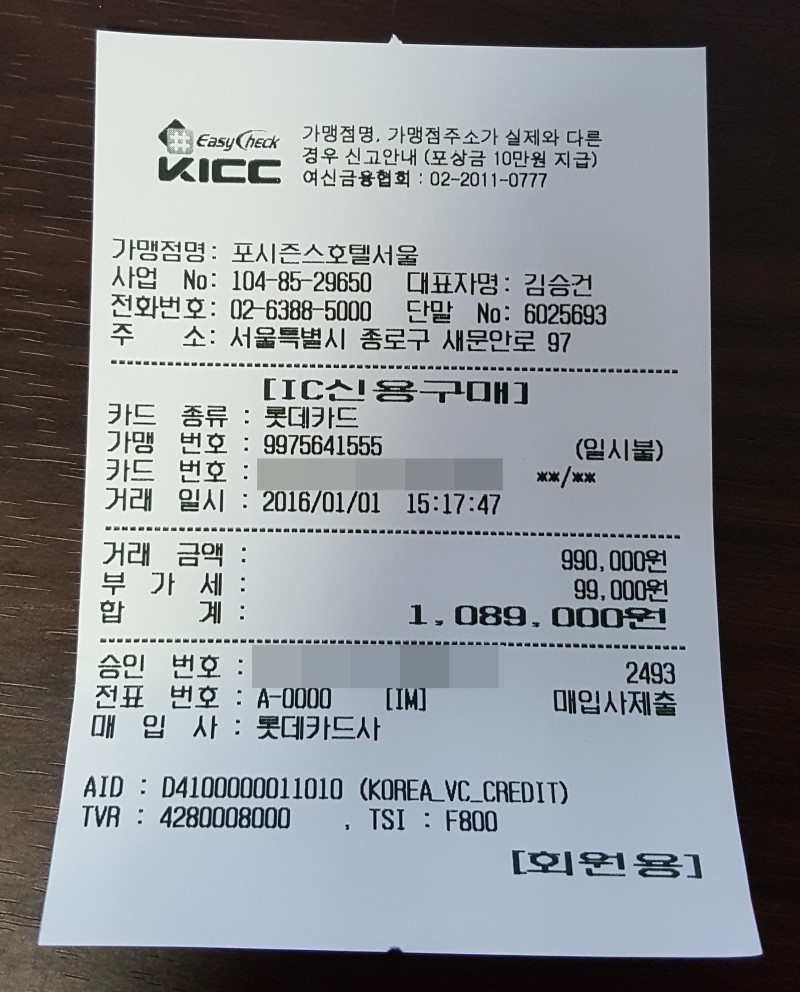 EasyCheck
KICC
가맹점명, 가맹점주소가 실제와 다른
경우 신고안내 (포상금 10만원 지급)
여신금융협회 : 02-2011-0777
가맹점명: 포시즌스호텔서울
사업 No: 104-85-29650 대표자명: 김승건
전화번호: 02-6388-5000 단말 No: 6025693
주 소: 서울특별시 종로구 새문안로 97
[IC신용구매]
카드 종류 : 롯데카드
가맹 번호 : 9975641555 (일시불)
카드 번호 : **/**
거래 일시 : 2016/01/01 15:17:47
거래 금액 : 990,000원
부 가 세 : 99,000원
합 계 : 1,089,000원
승인 번호 : 2493
전표 번호 : A-0000 [IM] 매입사제출
매 입 사 : 롯데카드사
AID : D4100000011010 (KOREA_VC_CREDIT)
TVR : 4280008000 , TSI : F800
[회원용]